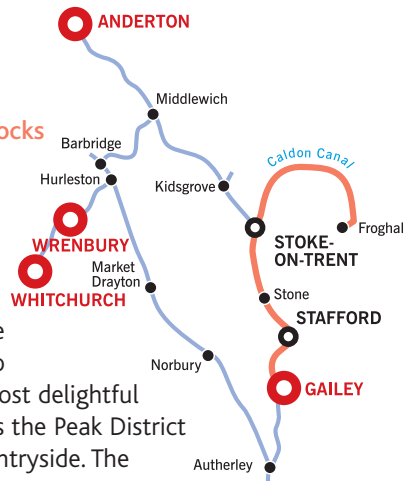 ANDERTON
Middlewich
ocks
Barbridge
Caldon Canal
Hurleston
Kidsgrove
Froghal
WRENBURY
STOKE-
ON-TRENT
Market
Drayton
WHITCHURCH
Stone
STAFFORD
Norbury
GAILEY
Autherley
e
o
ost delightful
s the Peak District
ntryside. The